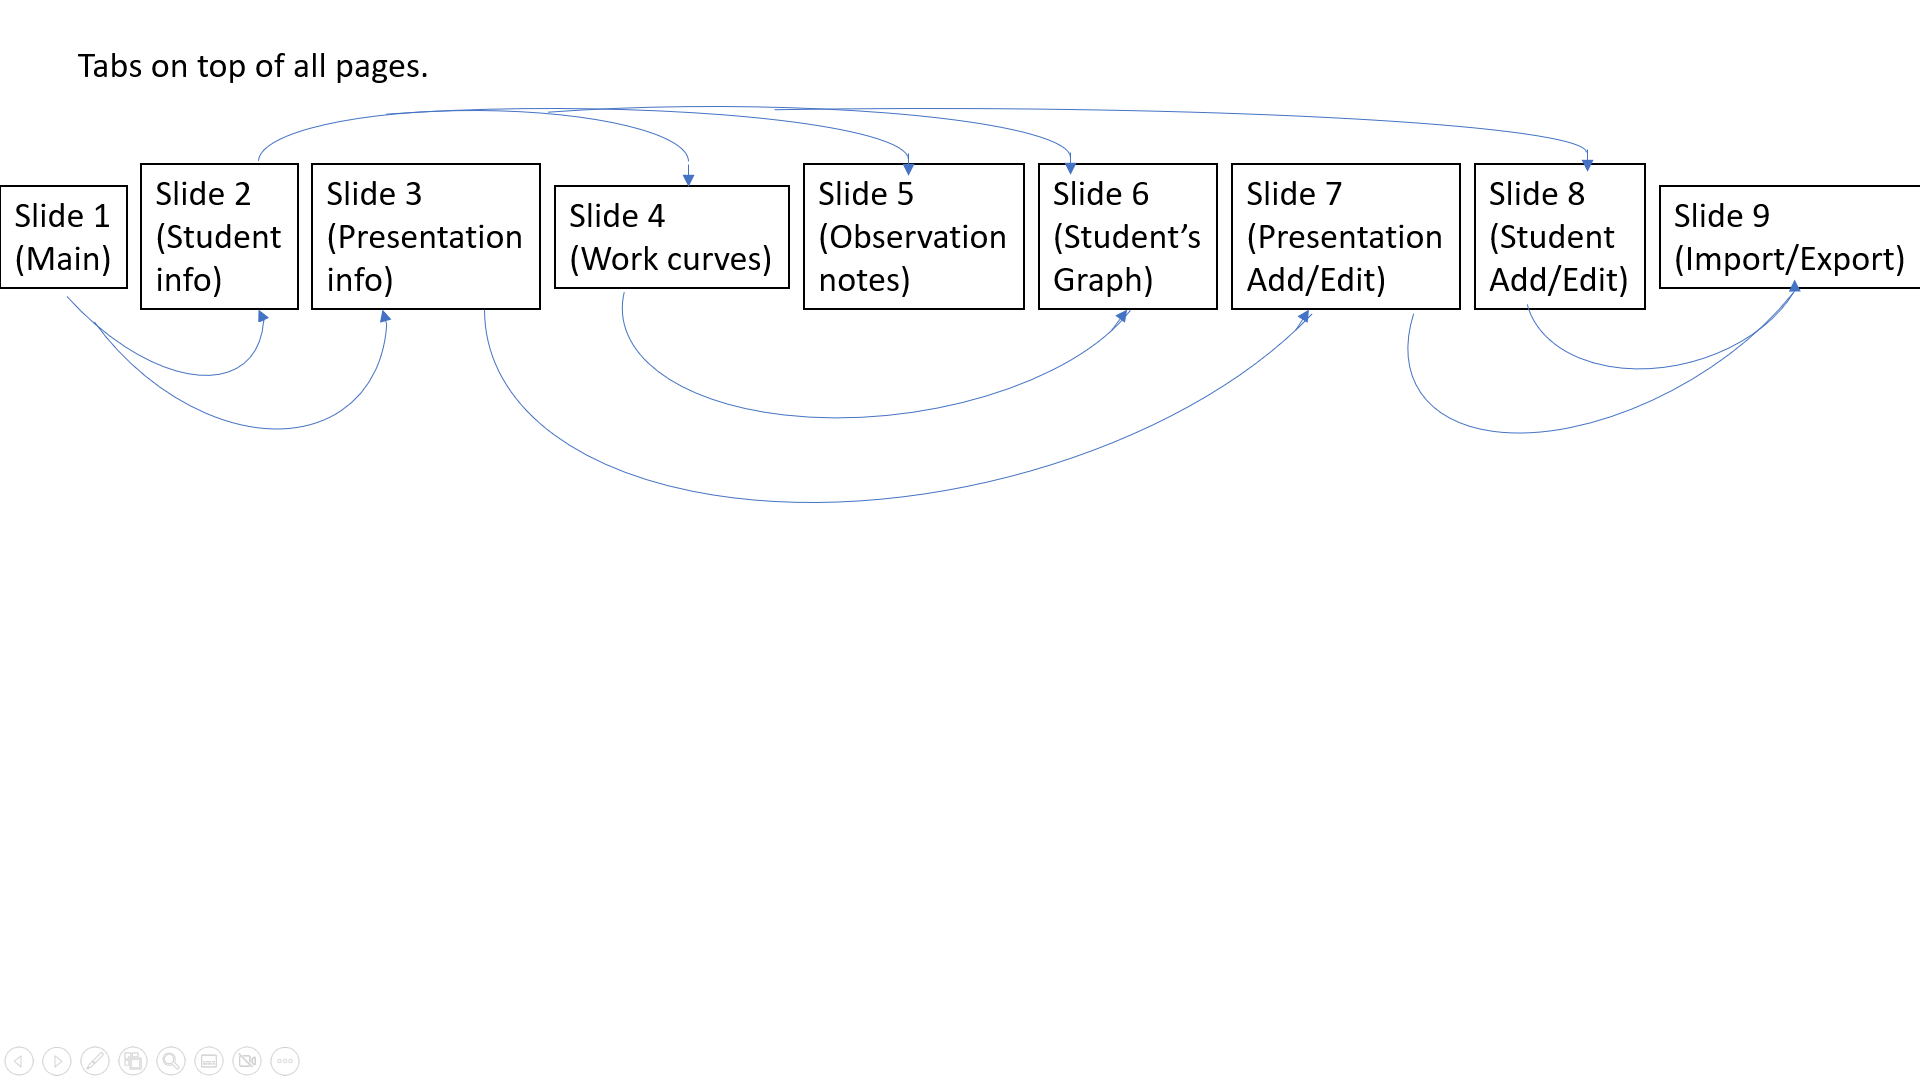 Tabs on top of all pages.
Slide 1
(Main)
Slide 2
(Student
info)
Slide 3
(Presentation
info)
Slide 4
(Work curves)
Slide 5
(Observation
notes)
Slide 6
(Student’s
Graph)
Slide 7
(Presentation
Add/Edit)
Slide 8
(Student
Add/Edit)
Slide 9
(Import/Export)